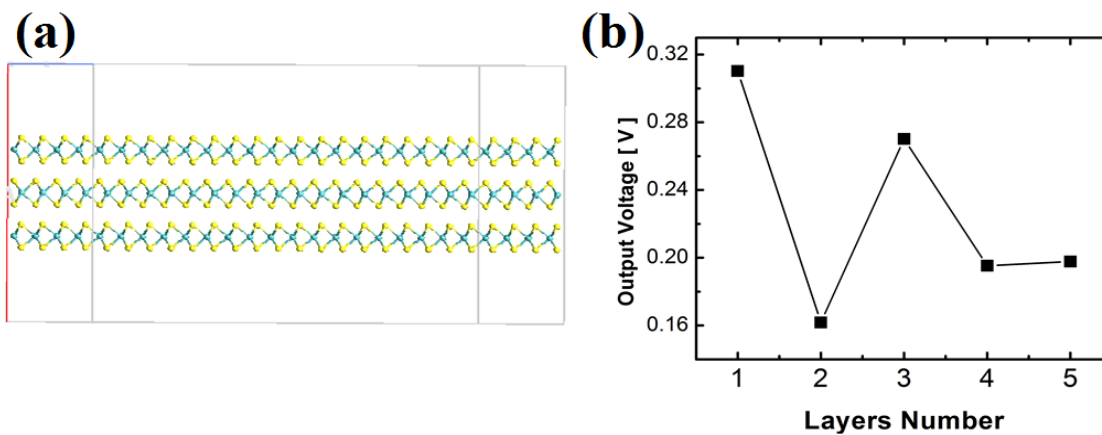 (a)
(b)
Output Voltage [ V ]
0.32
0.28
0.24
0.20
0.16
1 2 3 4 5
Layers Number